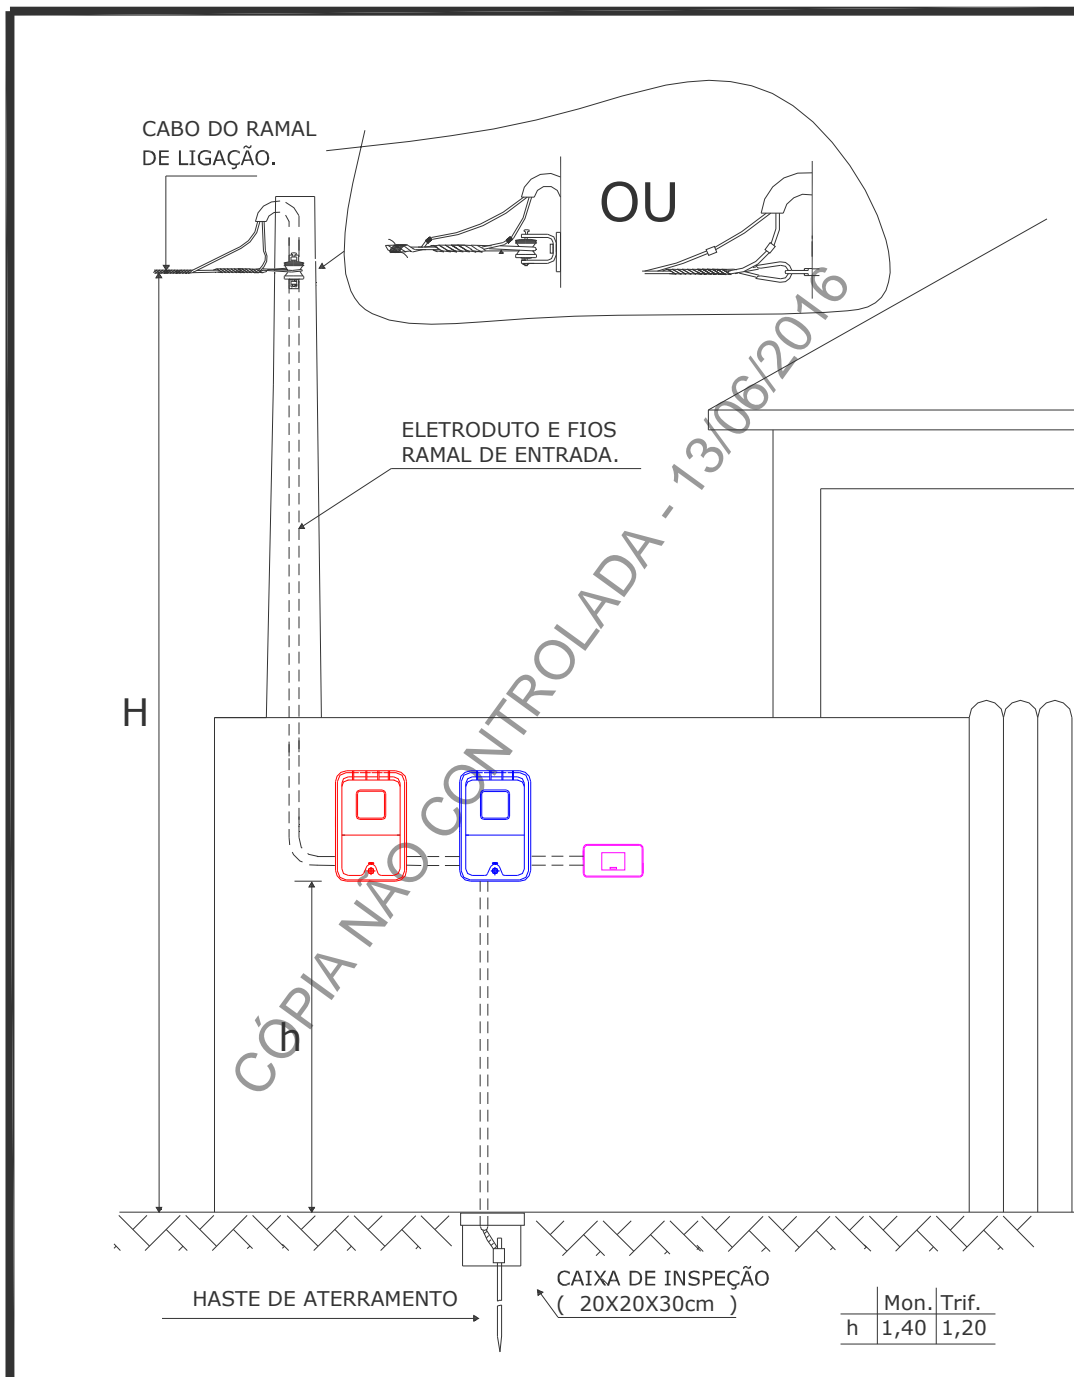 CABO DO RAMAL
DE LIGAÇÃO.
OU
ELETRODUTO E FIOS
RAMAL DE ENTRADA.
H
h
CÓPIA NÃO CONTROLADA - 13/06/2016
HASTE DE ATERRAMENTO
CAIXA DE INSPEÇÃO
( 20X20X30cm )
Mon. Trif.
h 1,40 1,20